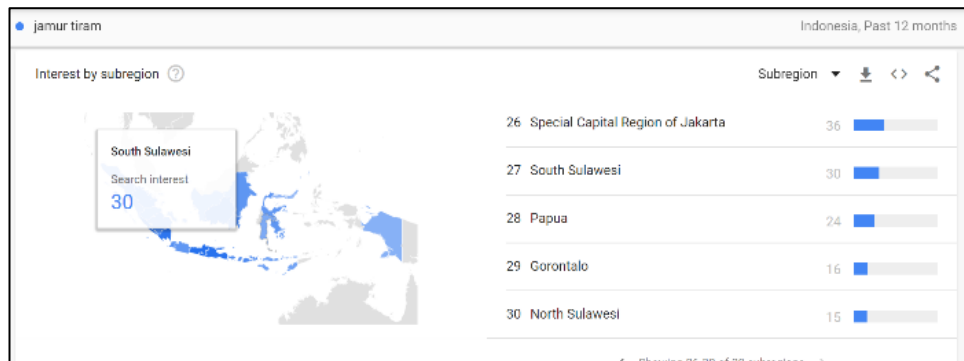 jamur tiram
Indonesia, Past 12 months
Interest by subregion
Subregion
South Sulawesi
Search interest
30
26 Special Capital Region of Jakarta 36
27 South Sulawesi 30
28 Papua 24
29 Gorontalo 16
30 North Sulawesi 15